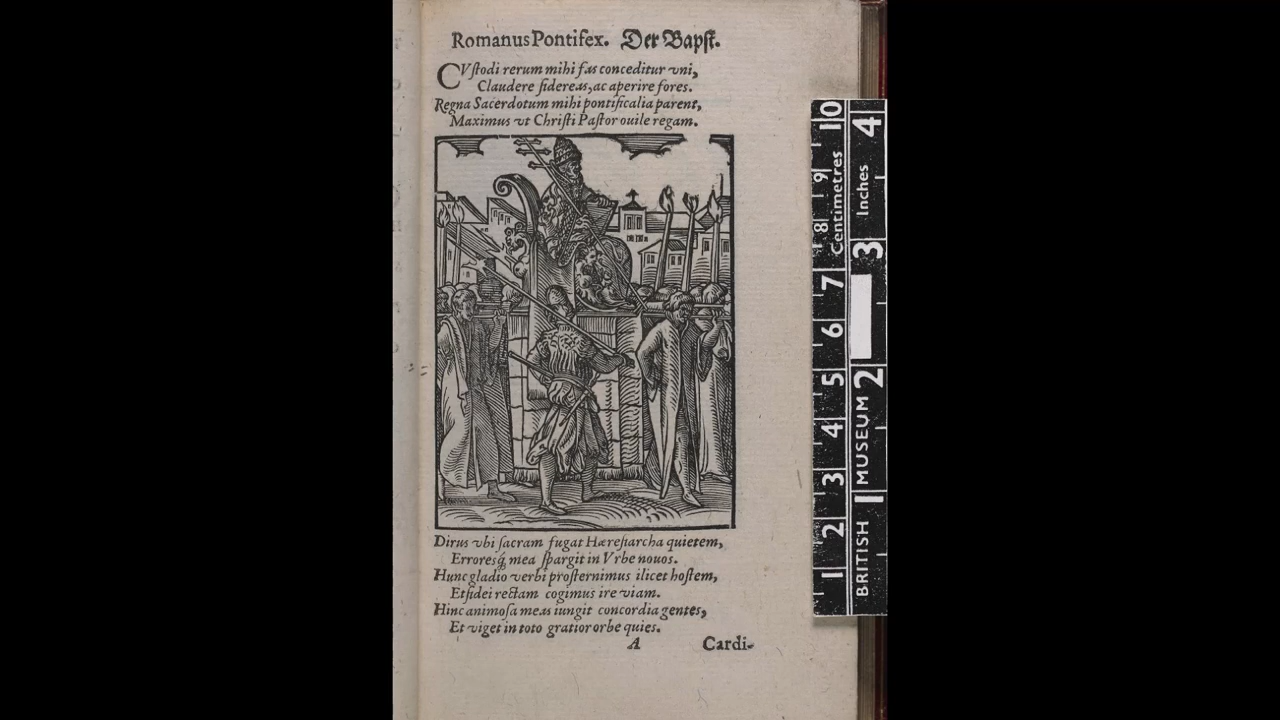 Romanus Pontifex. Der Bapst.
CVstodi rerum mihi fas conceditur vni,
Claudere sidereas, ac aperire fores.
Regna Sacerdotum mihi pontificalia parent,
Maximus vt Christi Pastor ouile regam.
Dirus vbi sacram fugat Hæresiarcha quietem,
Erroresq́; mea spargit in Vrbe nouos.
Hunc gladio verbi prosternimus ilicet hostem,
Et fidei rectam cogimus ire viam.
Hinc animosa meas iungit concordia gentes,
Et viget in toto gratior orbe quies.
A Cardi-
1 2 3 4 5 6 7 8 9 10 Centimetres
BRITISH 1 MUSEUM 2 3 Inches 4